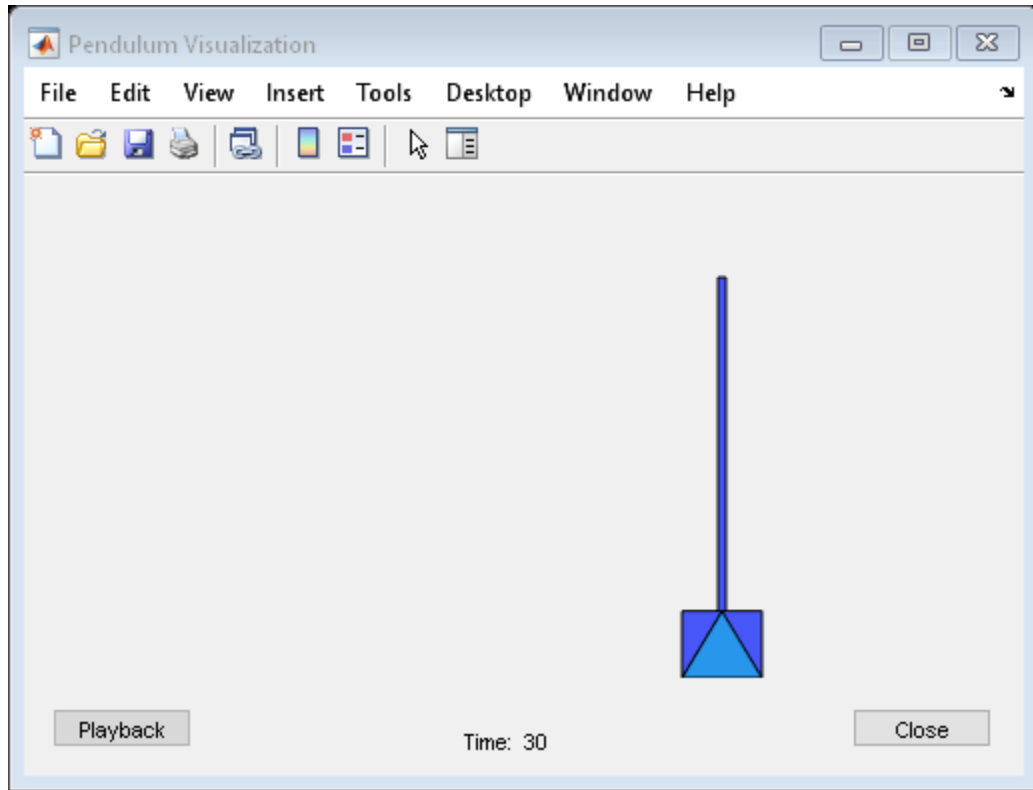 Pendulum Visualization
File Edit View Insert Tools Desktop Window Help
Playback Time: 30 Close